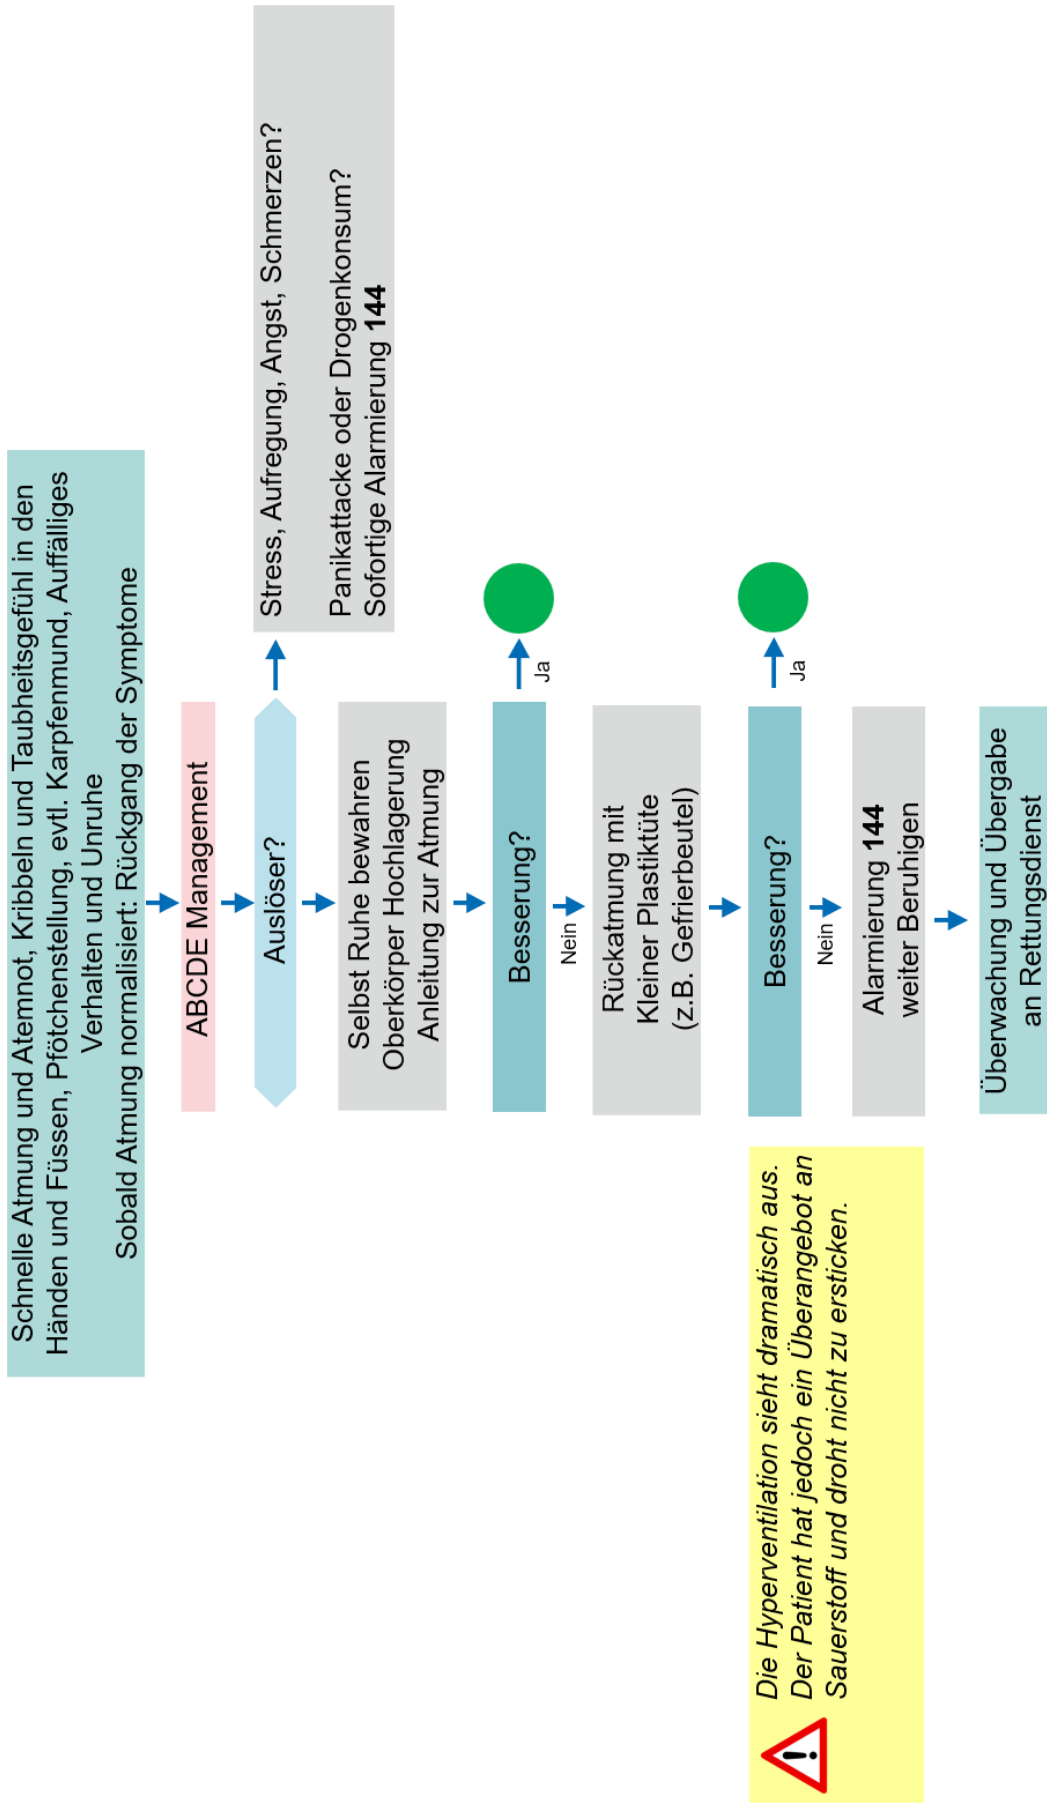 Schnelle Atmung und Atemnot, Kribbeln und Taubheitsgefühl in den
Händen und Füssen, Pfötchenstellung, evtl. Karpfenmund, Auffälliges
Verhalten und Unruhe
Sobald Atmung normalisiert: Rückgang der Symptome
ABCDE Management
Auslöser?
Stress, Aufregung, Angst, Schmerzen?
Panikattacke oder Drogenkonsum?
Sofortige Alarmierung 144
Selbst Ruhe bewahren
Oberkörper Hochlagerung
Anleitung zur Atmung
Besserung?
Ja
Nein
Rückatmung mit
Kleiner Plastiktüte
(z.B. Gefrierbeutel)
Besserung?
Ja
Nein
Die Hyperventilation sieht dramatisch aus.
Der Patient hat jedoch ein Überangebot an
Sauerstoff und droht nicht zu ersticken.
Alarmierung 144
weiter Beruhigen
Überwachung und Übergabe
an Rettungsdienst